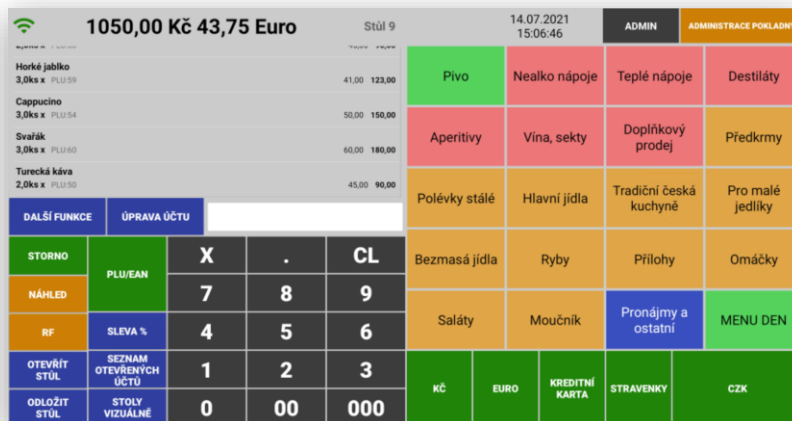 1050,00 Kč 43,75 Euro
Stůl 9
14.07.2021
15:06:46
ADMIN
ADMINISTRACE POKLADNY
Horké jablko
3,0ks x PLU:59 41,00 123,00
Cappucino
3,0ks x PLU:54 50,00 150,00
Svařák
3,0ks x PLU:60 60,00 180,00
Turecká káva
2,0ks x PLU:50 45,00 90,00
DALŠÍ FUNKCE
ÚPRAVA ÚČTU
STORNO
PLU/EAN
X
.
CL
NÁHLED
7
8
9
RF
SLEVA %
4
5
6
OTEVŘÍT
STŮL
SEZNAM
OTEVŘENÝCH
ÚČTŮ
1
2
3
ODLOŽIT
STŮL
STOLY
VIZUÁLNĚ
0
00
000
Pivo
Nealko nápoje
Teplé nápoje
Destiláty
Aperitivy
Vína, sekty
Doplňkový
prodej
Předkrmy
Polévky stálé
Hlavní jídla
Tradiční česká
kuchyně
Pro malé
jedlíky
Bezmasá jídla
Ryby
Přílohy
Omáčky
Saláty
Moučník
Pronájmy a
ostatní
MENU DEN
KČ
EURO
KREDITNÍ
KARTA
STRAVENKY
CZK